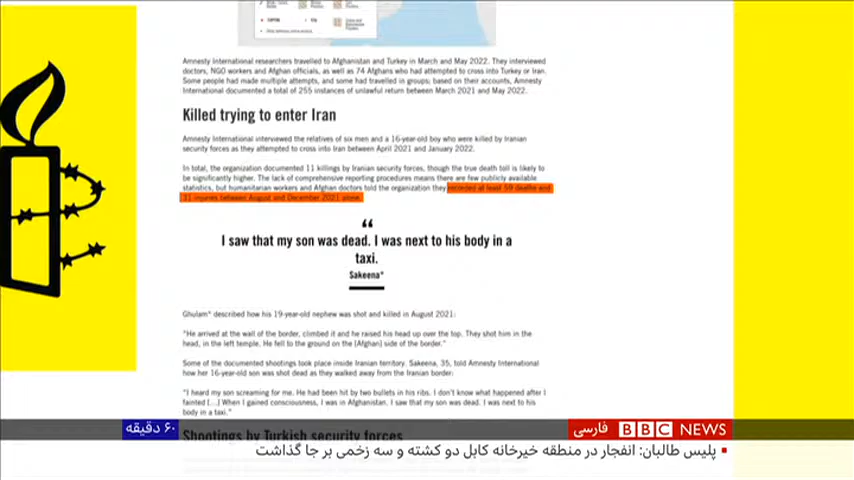 Amnesty International researchers travelled to Afghanistan and Turkey in March and May 2022. They interviewed
doctors, NGO workers and Afghan officials, as well as 74 Afghans who had attempted to cross into Turkey or Iran.
Some people had made multiple attempts, and some had travelled in groups; based on their accounts, Amnesty
International documented a total of 255 instances of unlawful return between March 2021 and May 2022.
Killed trying to enter Iran
Amnesty International interviewed the relatives of six men and a 16-year-old boy who were killed by Iranian
security forces as they attempted to cross into Iran between April 2021 and January 2022.
In total, the organization documented 11 killings by Iranian security forces, though the true death toll is likely to
be significantly higher. The lack of comprehensive reporting procedures means there are few publicly available
statistics, but humanitarian workers and Afghan doctors told the organization they recorded at least 59 deaths and
31 injuries between August and December 2021 alone.
“
I saw that my son was dead. I was next to his body in a
taxi.
Sakeena*
Ghulam* described how his 19-year-old nephew was shot and killed in August 2021:
“He arrived at the wall of the border, climbed it and he raised his head up over the top. They shot him in the
head, in the left temple. He fell to the ground on the (Afghan) side of the border.”
Some of the documented shootings took place inside Iranian territory. Sakeena, 35, told Amnesty International
how her 16-year-old son was shot dead as they walked away from the Iranian border:
“I heard my son screaming for me. He had been hit by two bullets in his ribs. I don't know what happened after I
fainted [...] When I gained consciousness, I was in Afghanistan. I saw that my son was dead. I was next to his
body in a taxi.”
Shootings by Turkish security forces
۶۰ دقیقه
BBC NEWS فارسی
پلیس طالبان: انفجار در منطقه خیرخانه کابل دو کشته و سه زخمی بر جا گذاشت